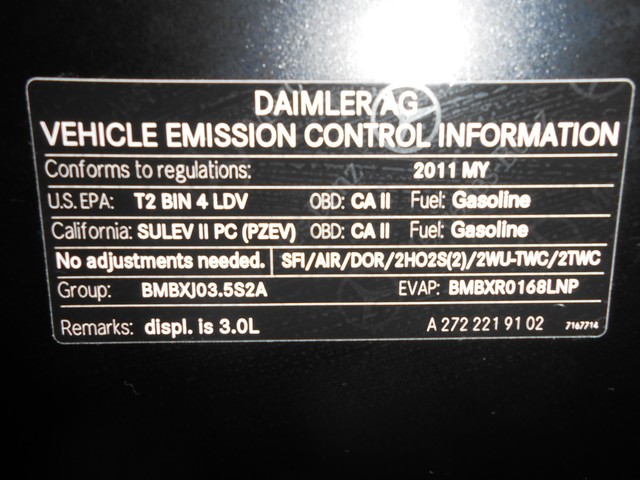 DAIMLER AG
VEHICLE EMISSION CONTROL INFORMATION
Conforms to regulations: 2011 MY
U.S. EPA: T2 BIN 4 LDV OBD: CA II Fuel: Gasoline
California: SULEV II PC (PZEV) OBD: CA II Fuel: Gasoline
No adjustments needed. SFI/AIR/DOR/2HO2S(2)/2WU-TWC/2TWC
Group: BMBXJ03.5S2A EVAP: BMBXR0168LNP
Remarks: displ. is 3.0L A 272 221 91 02 7167714